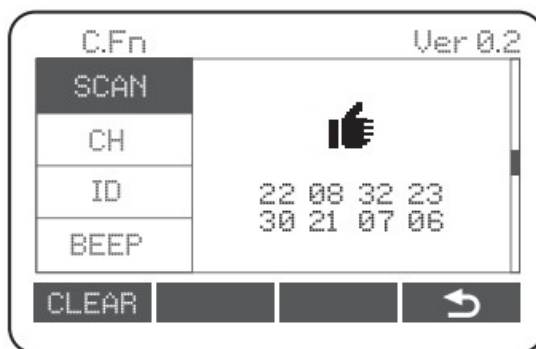 C.Fn Ver 0.2
SCAN
CH
ID
BEEP
22 08 32 23
30 21 07 06
CLEAR